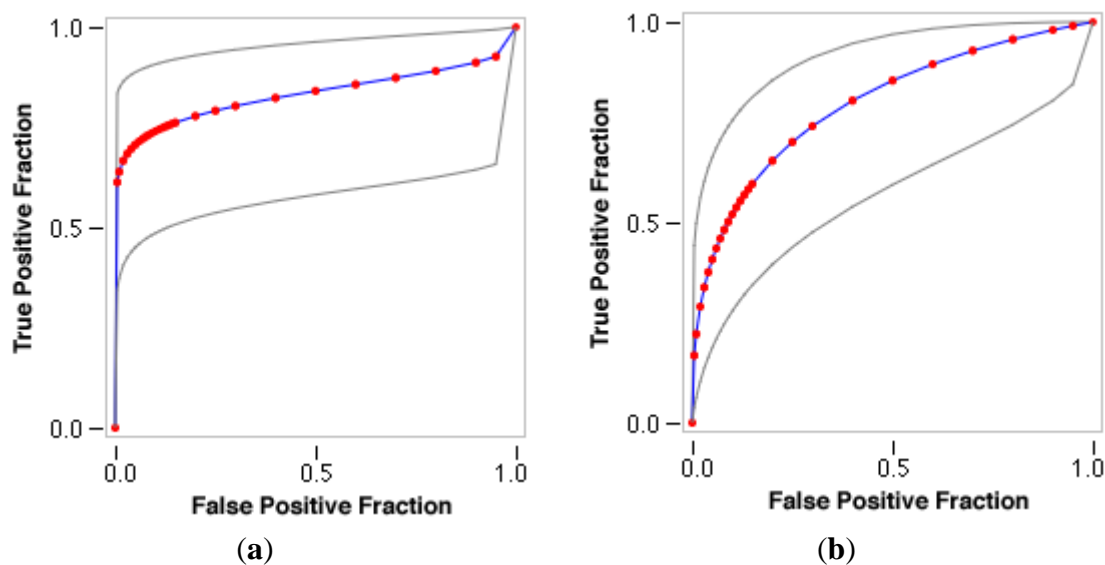 1.0
0.5
0.0
True Positive Fraction
0.0 0.5 1.0
False Positive Fraction
(a)
1.0
0.5
0.0
True Positive Fraction
0.0 0.5 1.0
False Positive Fraction
(b)